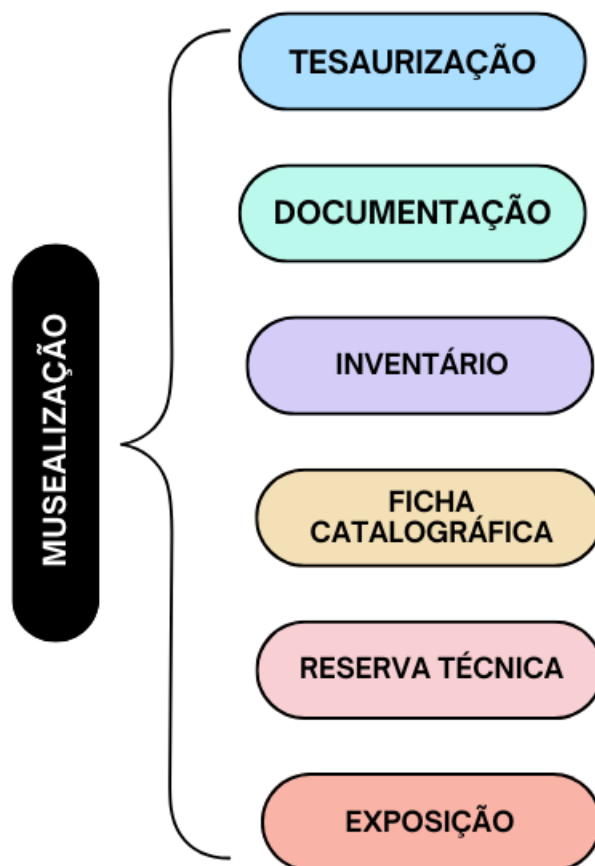 MUSEALIZAÇÃO
TESAURIZAÇÃO
DOCUMENTAÇÃO
INVENTÁRIO
FICHA
CATALOGRÁFICA
RESERVA TÉCNICA
EXPOSIÇÃO